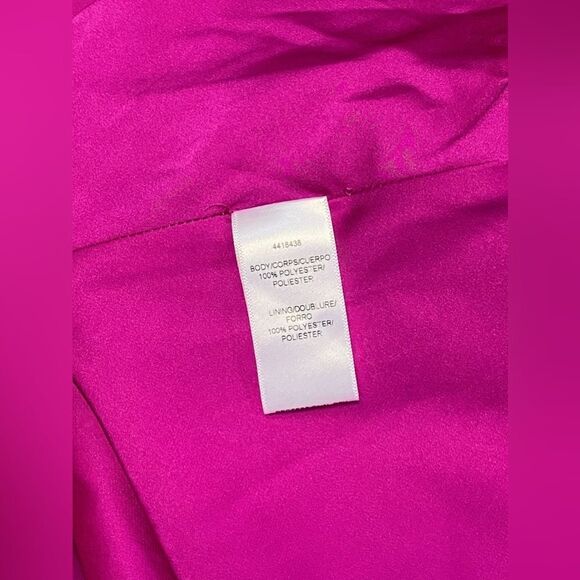 4418438
BODY/CORPS/CUERPO
100% POLYESTER/
POLIESTER
LINING/DOUBLURE/
FORRO
100% POLYESTER/
POLIESTER